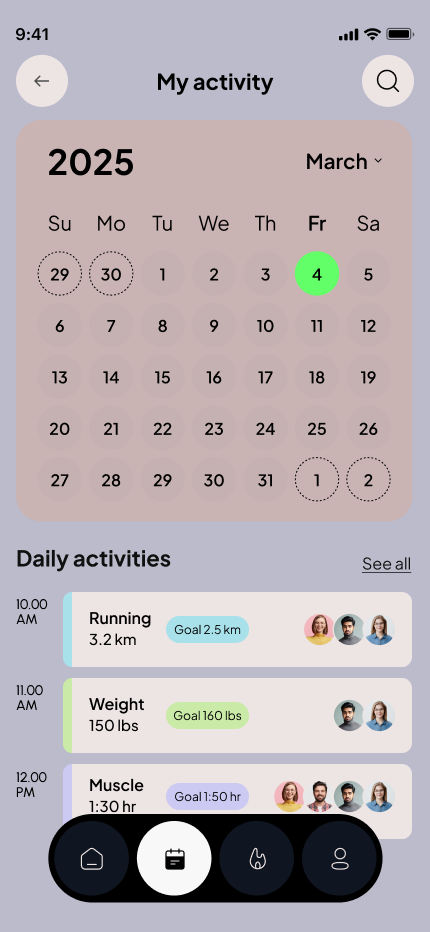 9:41
My activity
2025 March
Su Mo Tu We Th Fr Sa
29 30 1 2 3 4 5
6 7 8 9 10 11 12
13 14 15 16 17 18 19
20 21 22 23 24 25 26
27 28 29 30 31 1 2
Daily activities See all
10.00
AM
Running
3.2 km
Goal 2.5 km
11.00
AM
Weight
150 lbs
Goal 160 lbs
12.00
PM
Muscle
1:30 hr
Goal 1:50 hr